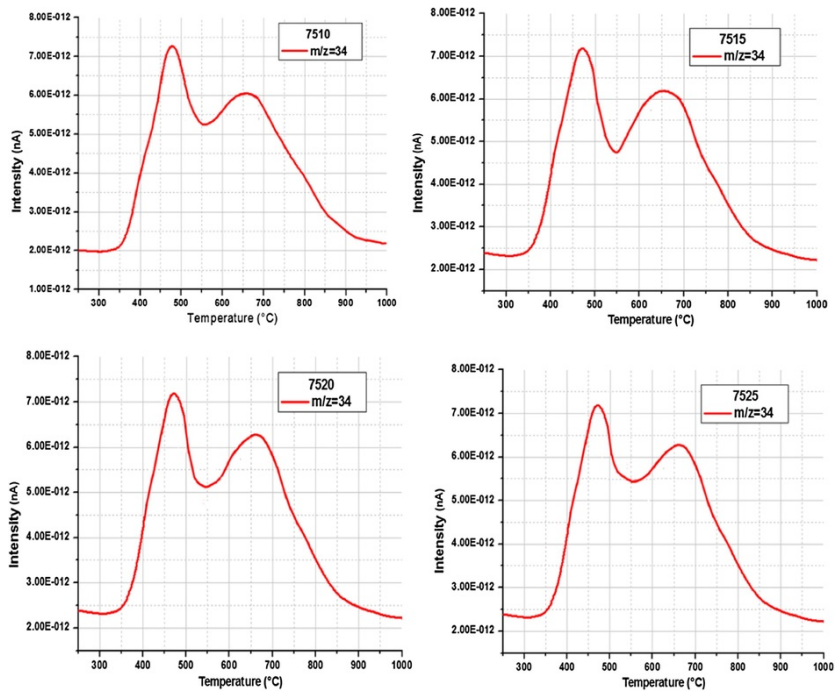 8.00E-012
7.00E-012
6.00E-012
5.00E-012
4.00E-012
3.00E-012
2.00E-012
1.00E-012
Intensity (nA)
7510
m/z=34
300 400 500 600 700 800 900 1000
Temperature (°C)
8.00E-012
7.00E-012
6.00E-012
5.00E-012
4.00E-012
3.00E-012
2.00E-012
Intensity (nA)
7515
m/z=34
300 400 500 600 700 800 900 1000
Temperature (°C)
8.00E-012
7.00E-012
6.00E-012
5.00E-012
4.00E-012
3.00E-012
2.00E-012
Intensity (nA)
7520
m/z=34
300 400 500 600 700 800 900 1000
Temperature (°C)
8.00E-012
7.00E-012
6.00E-012
5.00E-012
4.00E-012
3.00E-012
2.00E-012
Intensity (nA)
7525
m/z=34
300 400 500 600 700 800 900 1000
Temperature (°C)